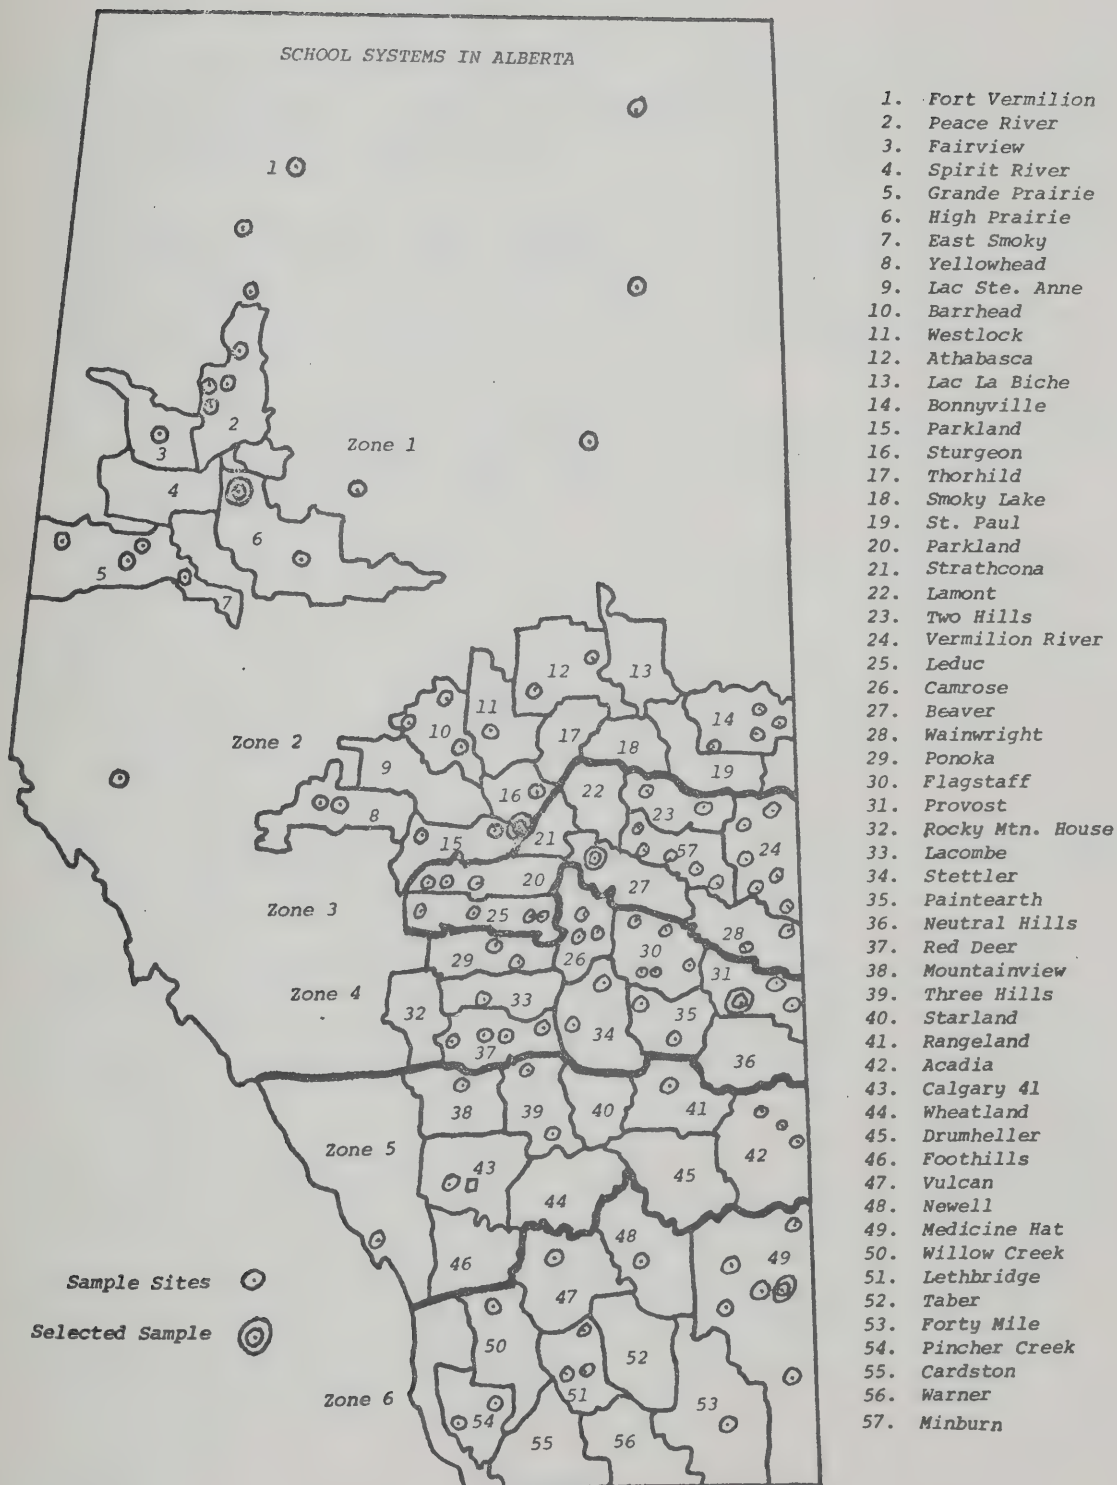 SCHOOL SYSTEMS IN ALBERTA
1
2
3
4
5
6
7
Zone 1
8
9
10
11
12
13
14
15
16
17
18
19
Zone 2
20
21
22
23
24
25
26
27
28
57
Zone 3
29
30
31
32
33
34
35
36
37
Zone 4
38
39
40
41
42
43
44
45
46
Zone 5
47
48
49
50
51
52
53
54
55
56
Zone 6
Sample Sites
Selected Sample
1. Fort Vermilion
2. Peace River
3. Fairview
4. Spirit River
5. Grande Prairie
6. High Prairie
7. East Smoky
8. Yellowhead
9. Lac Ste. Anne
10. Barrhead
11. Westlock
12. Athabasca
13. Lac La Biche
14. Bonnyville
15. Parkland
16. Sturgeon
17. Thorhild
18. Smoky Lake
19. St. Paul
20. Parkland
21. Strathcona
22. Lamont
23. Two Hills
24. Vermilion River
25. Leduc
26. Camrose
27. Beaver
28. Wainwright
29. Ponoka
30. Flagstaff
31. Provost
32. Rocky Mtn. House
33. Lacombe
34. Stettler
35. Paintearth
36. Neutral Hills
37. Red Deer
38. Mountainview
39. Three Hills
40. Starland
41. Rangeland
42. Acadia
43. Calgary 41
44. Wheatland
45. Drumheller
46. Foothills
47. Vulcan
48. Newell
49. Medicine Hat
50. Willow Creek
51. Lethbridge
52. Taber
53. Forty Mile
54. Pincher Creek
55. Cardston
56. Warner
57. Minburn